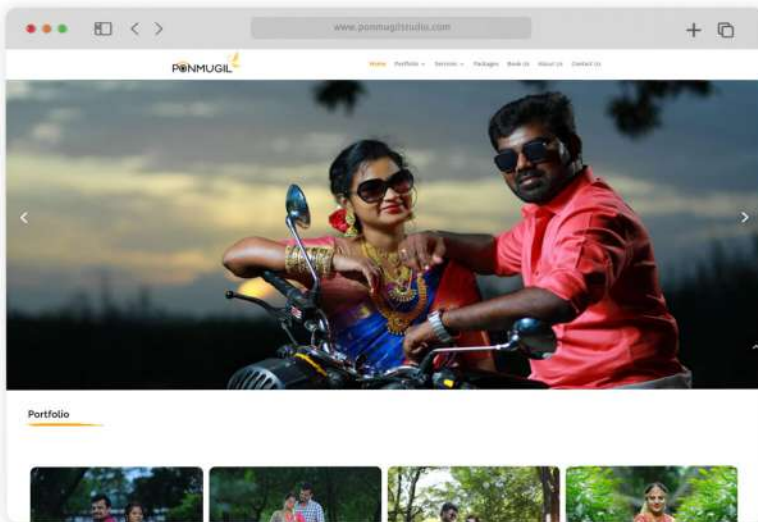 www.ponmugilstudio.com
PONMUGIL
Home Portfolio Services Packages Book Us About Us Contact Us
Portfolio